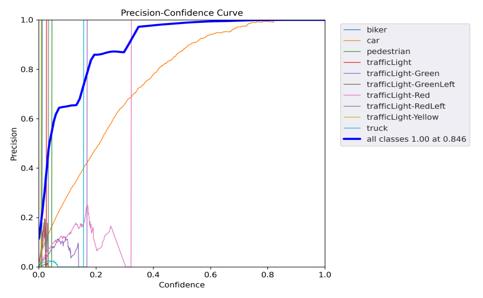 Precision-Confidence Curve
1.0
0.8
0.6
0.4
0.2
0.0
Precision
0.0 0.2 0.4 0.6 0.8 1.0
Confidence
biker
car
pedestrian
trafficLight
trafficLight-Green
trafficLight-GreenLeft
trafficLight-Red
trafficLight-RedLeft
trafficLight-Yellow
truck
all classes 1.00 at 0.846